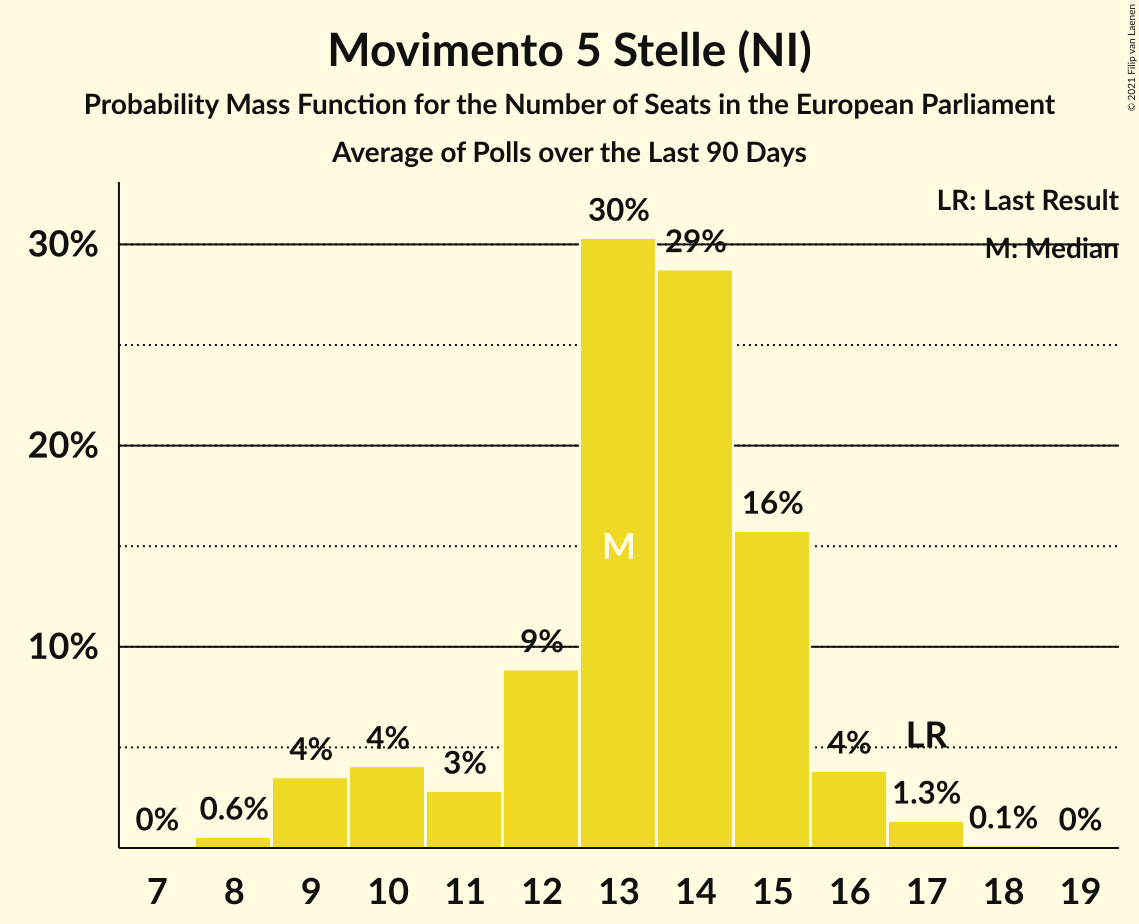 © 2021 Filip van Laenen
Movimento 5 Stelle (NI)
Probability Mass Function for the Number of Seats in the European Parliament
Average of Polls over the Last 90 Days
LR: Last Result
M: Median
30%
20%
10%
0%
0.6%
4%
4%
3%
9%
30%
29%
16%
4%
1.3%
0.1%
0%
M
LR
7 8 9 10 11 12 13 14 15 16 17 18 19